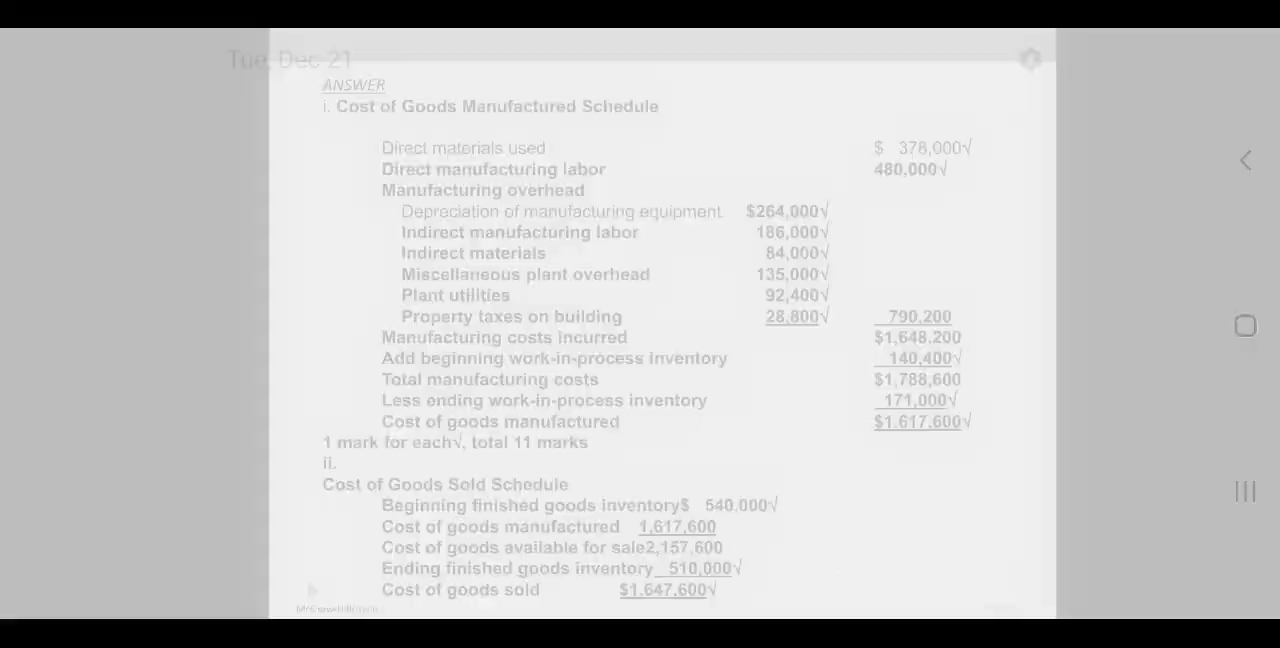 Tue, Dec 21
ANSWER
i. Cost of Goods Manufactured Schedule
Direct materials used $ 378,000√
Direct manufacturing labor 480,000√
Manufacturing overhead
Depreciation of manufacturing equipment $264,000√
Indirect manufacturing labor 186,000√
Indirect materials 84,000√
Miscellaneous plant overhead 135,000√
Plant utilities 92,400√
Property taxes on building 28,800√ 790,200
Manufacturing costs incurred $1,648,200
Add beginning work-in-process inventory 140,400√
Total manufacturing costs $1,788,600
Less ending work-in-process inventory 171,000√
Cost of goods manufactured $1,617,600√
1 mark for each√, total 11 marks
ii.
Cost of Goods Sold Schedule
Beginning finished goods inventory$ 540,000√
Cost of goods manufactured 1,617,600
Cost of goods available for sale2,157,600
Ending finished goods inventory 510,000√
Cost of goods sold $1,647,600√